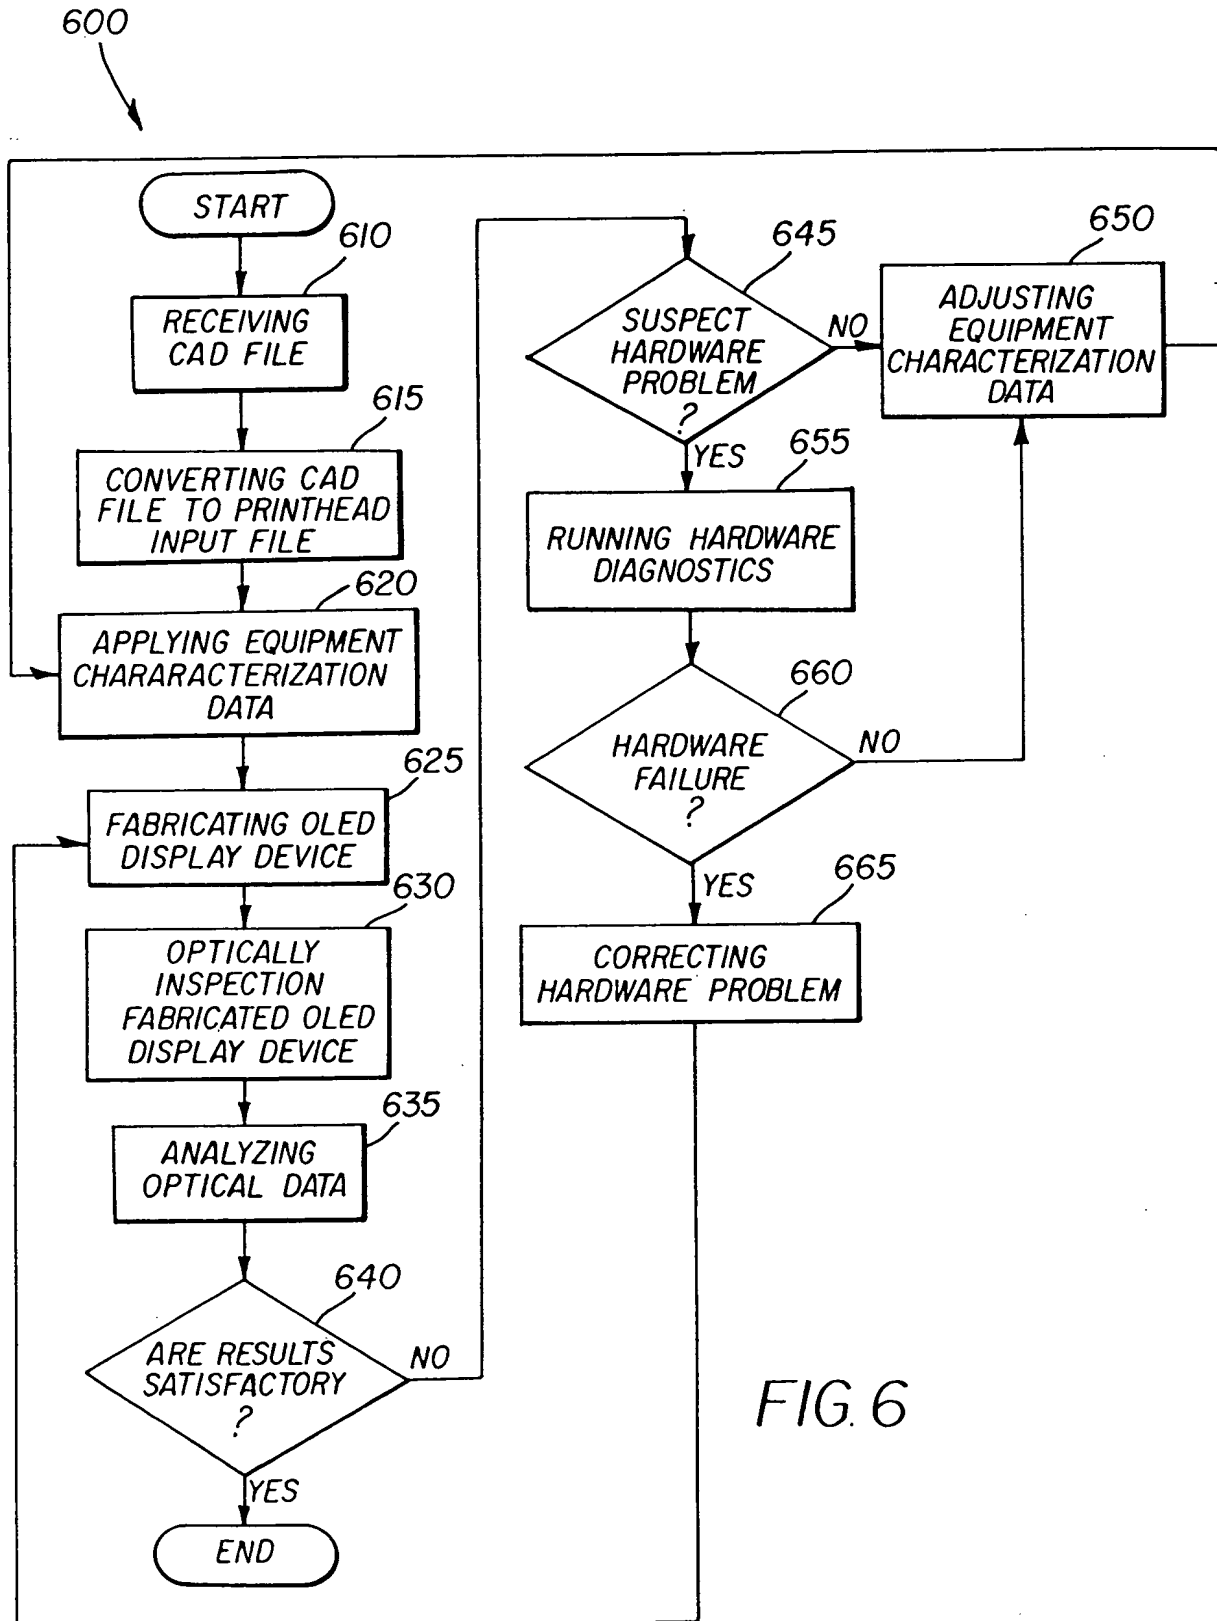 600
START
610
RECEIVING
CAD FILE
615
CONVERTING CAD
FILE TO PRINTHEAD
INPUT FILE
620
APPLYING EQUIPMENT
CHARARACTERIZATION
DATA
625
FABRICATING OLED
DISPLAY DEVICE
630
OPTICALLY
INSPECTION
FABRICATED OLED
DISPLAY DEVICE
635
ANALYZING
OPTICAL DATA
640
ARE RESULTS
SATISFACTORY
?
NO
YES
END
645
SUSPECT
HARDWARE
PROBLEM
?
NO
YES
650
ADJUSTING
EQUIPMENT
CHARACTERIZATION
DATA
655
RUNNING HARDWARE
DIAGNOSTICS
660
HARDWARE
FAILURE
?
NO
YES
665
CORRECTING
HARDWARE PROBLEM
FIG. 6